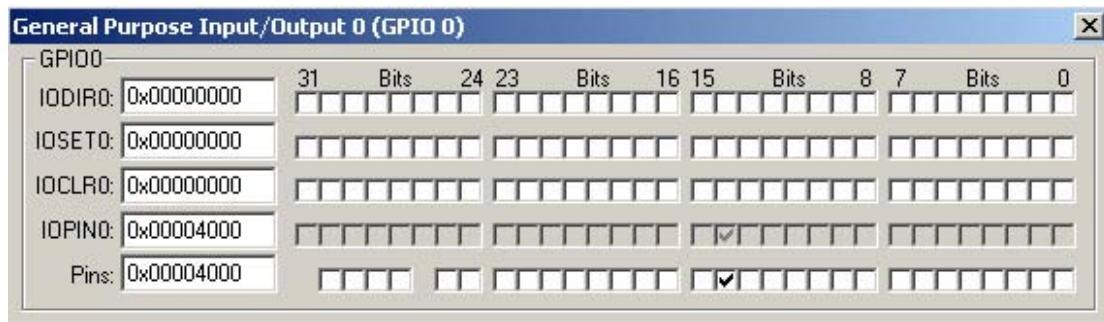 General Purpose Input/Output 0 (GPIO 0)
GPIO0
31 Bits 24 23 Bits 16 15 Bits 8 7 Bits 0
IODIR0: 0x00000000
IOSET0: 0x00000000
IOCLR0: 0x00000000
IOPIN0: 0x00004000
Pins: 0x00004000